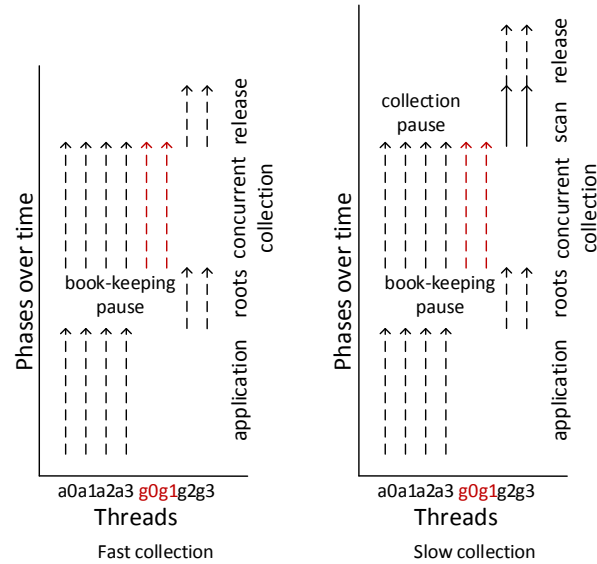 Phases over time
book-keeping
pause
application
roots
concurrent
collection
release
a0a1a2a3 g0g1g2g3
Threads
Fast collection
Phases over time
collection
pause
book-keeping
pause
application
roots
concurrent
collection
scan
release
a0a1a2a3 g0g1g2g3
Threads
Slow collection